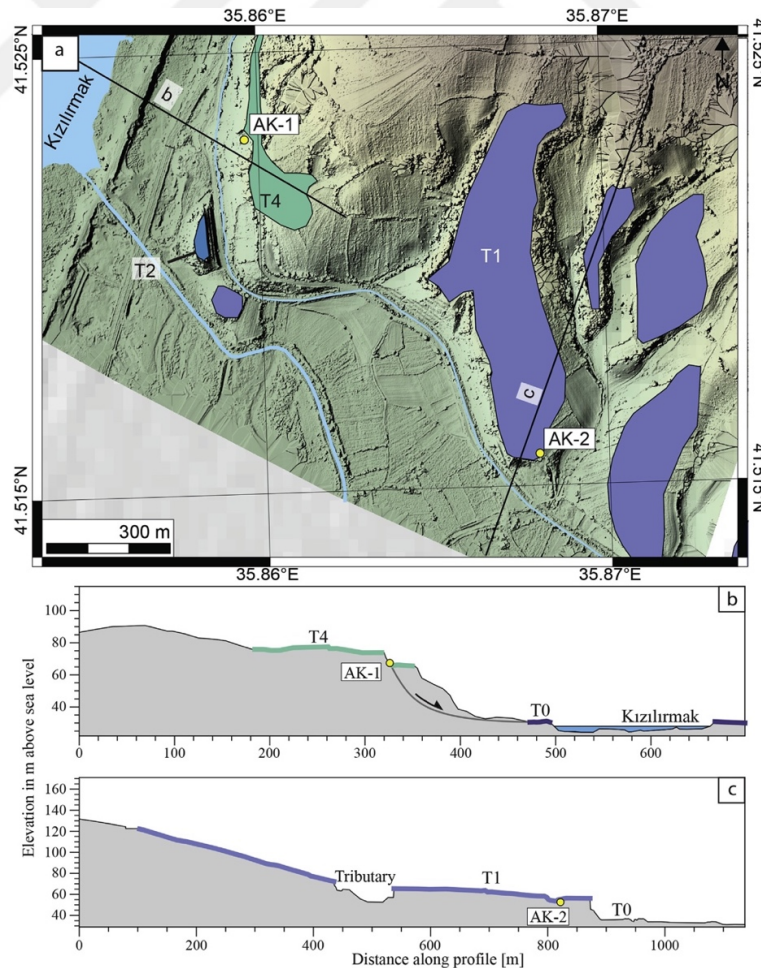 35.86°E 35.87°E
41.525°N
41.525°N
a
N
Kızılırmak
b
AK-1
T4
T2
T1
c
AK-2
41.515°N
41.515°N
300 m
35.86°E 35.87°E
b
100
80
60
40
T4
AK-1
T0
Kızılırmak
0 100 200 300 400 500 600
c
160
140
120
100
80
60
40
Tributary
T1
AK-2
T0
0 200 400 600 800 1000
Elevation in m above sea level
Distance along profile [m]